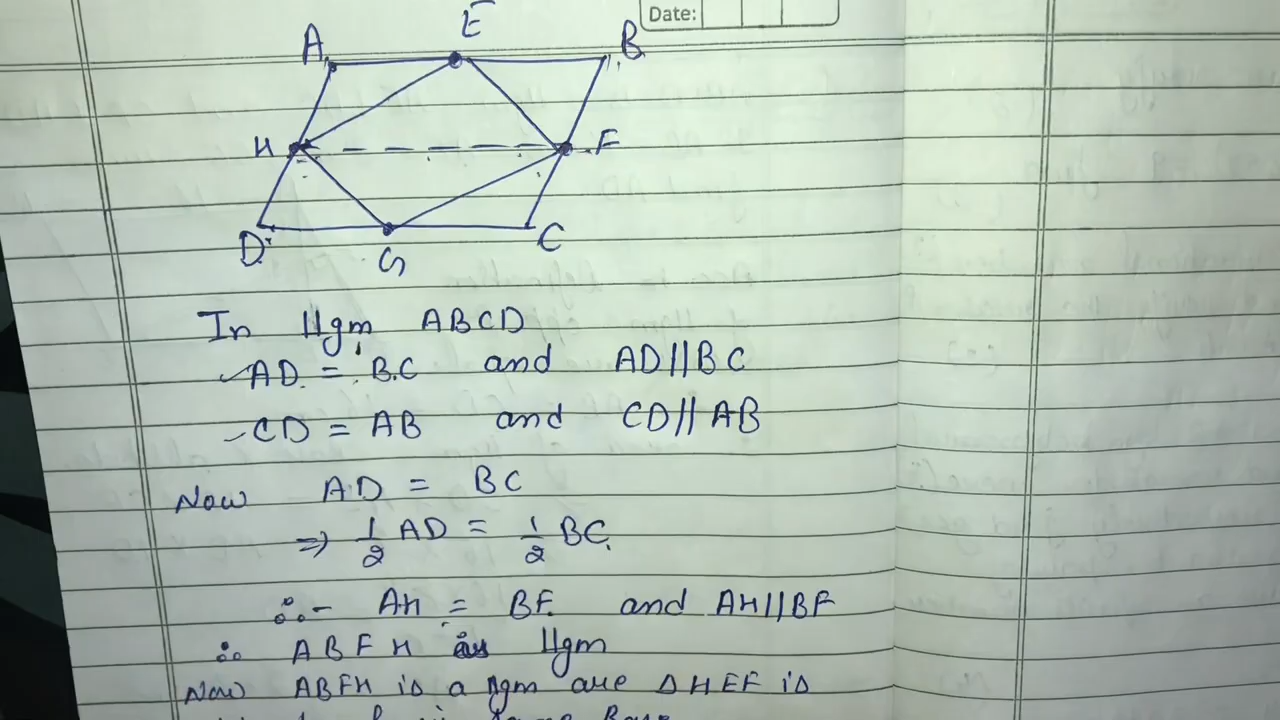 Date:
E
A B
H F
D C
G
In ||gm ABCD
AD = BC and AD||BC
CD = AB and CD||AB
Now AD = BC
⇒ 1/2 AD = 1/2 BC
∴ - AH = BF and AH||BF
∴ ABFH is ||gm
Now ABFH is a ||gm are ΔHEF is
Base